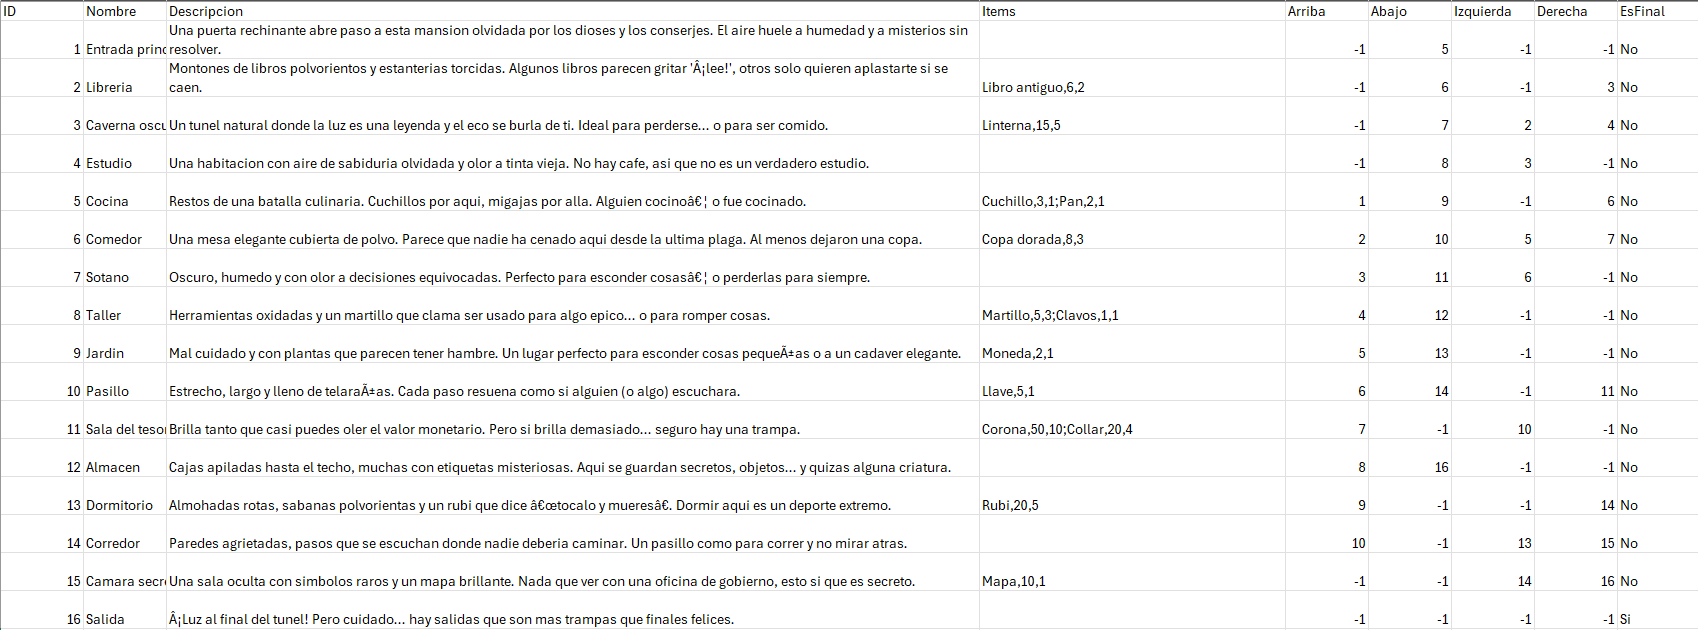 ID Nombre Descripcion Items Arriba Abajo Izquierda Derecha EsFinal
Una puerta rechinante abre paso a esta mansion olvidada por los dioses y los conserjes. El aire huele a humedad y a misterios sin
1 Entrada princ resolver. -1 5 -1 -1 No
Montones de libros polvorientos y estanterias torcidas. Algunos libros parecen gritar 'Â¡lee!', otros solo quieren aplastarte si se
2 Libreria caen. Libro antiguo,6,2 -1 6 -1 3 No
3 Caverna oscu Un tunel natural donde la luz es una leyenda y el eco se burla de ti. Ideal para perderse... o para ser comido. Linterna,15,5 -1 7 2 4 No
4 Estudio Una habitacion con aire de sabiduria olvidada y olor a tinta vieja. No hay cafe, asi que no es un verdadero estudio. -1 8 3 -1 No
5 Cocina Restos de una batalla culinaria. Cuchillos por aqui, migajas por alla. Alguien cocinoâ€¦ o fue cocinado. Cuchillo,3,1;Pan,2,1 1 9 -1 6 No
6 Comedor Una mesa elegante cubierta de polvo. Parece que nadie ha cenado aqui desde la ultima plaga. Al menos dejaron una copa. Copa dorada,8,3 2 10 5 7 No
7 Sotano Oscuro, humedo y con olor a decisiones equivocadas. Perfecto para esconder cosasâ€¦ o perderlas para siempre. 3 11 6 -1 No
8 Taller Herramientas oxidadas y un martillo que clama ser usado para algo epico... o para romper cosas. Martillo,5,3;Clavos,1,1 4 12 -1 -1 No
9 Jardin Mal cuidado y con plantas que parecen tener hambre. Un lugar perfecto para esconder cosas pequeÃ±as o a un cadaver elegante. Moneda,2,1 5 13 -1 -1 No
10 Pasillo Estrecho, largo y lleno de telaraÃ±as. Cada paso resuena como si alguien (o algo) escuchara. Llave,5,1 6 14 -1 11 No
11 Sala del teso Brilla tanto que casi puedes oler el valor monetario. Pero si brilla demasiado... seguro hay una trampa. Corona,50,10;Collar,20,4 7 -1 10 -1 No
12 Almacen Cajas apiladas hasta el techo, muchas con etiquetas misteriosas. Aqui se guardan secretos, objetos... y quizas alguna criatura. 8 16 -1 -1 No
13 Dormitorio Almohadas rotas, sabanas polvorientas y un rubi que dice â€œtocalo y mueresâ€. Dormir aqui es un deporte extremo. Rubi,20,5 9 -1 -1 14 No
14 Corredor Paredes agrietadas, pasos que se escuchan donde nadie deberia caminar. Un pasillo como para correr y no mirar atras. 10 -1 13 15 No
15 Camara secr Una sala oculta con simbolos raros y un mapa brillante. Nada que ver con una oficina de gobierno, esto si que es secreto. Mapa,10,1 -1 -1 14 16 No
16 Salida Â¡Luz al final del tunel! Pero cuidado... hay salidas que son mas trampas que finales felices. -1 -1 -1 -1 Si